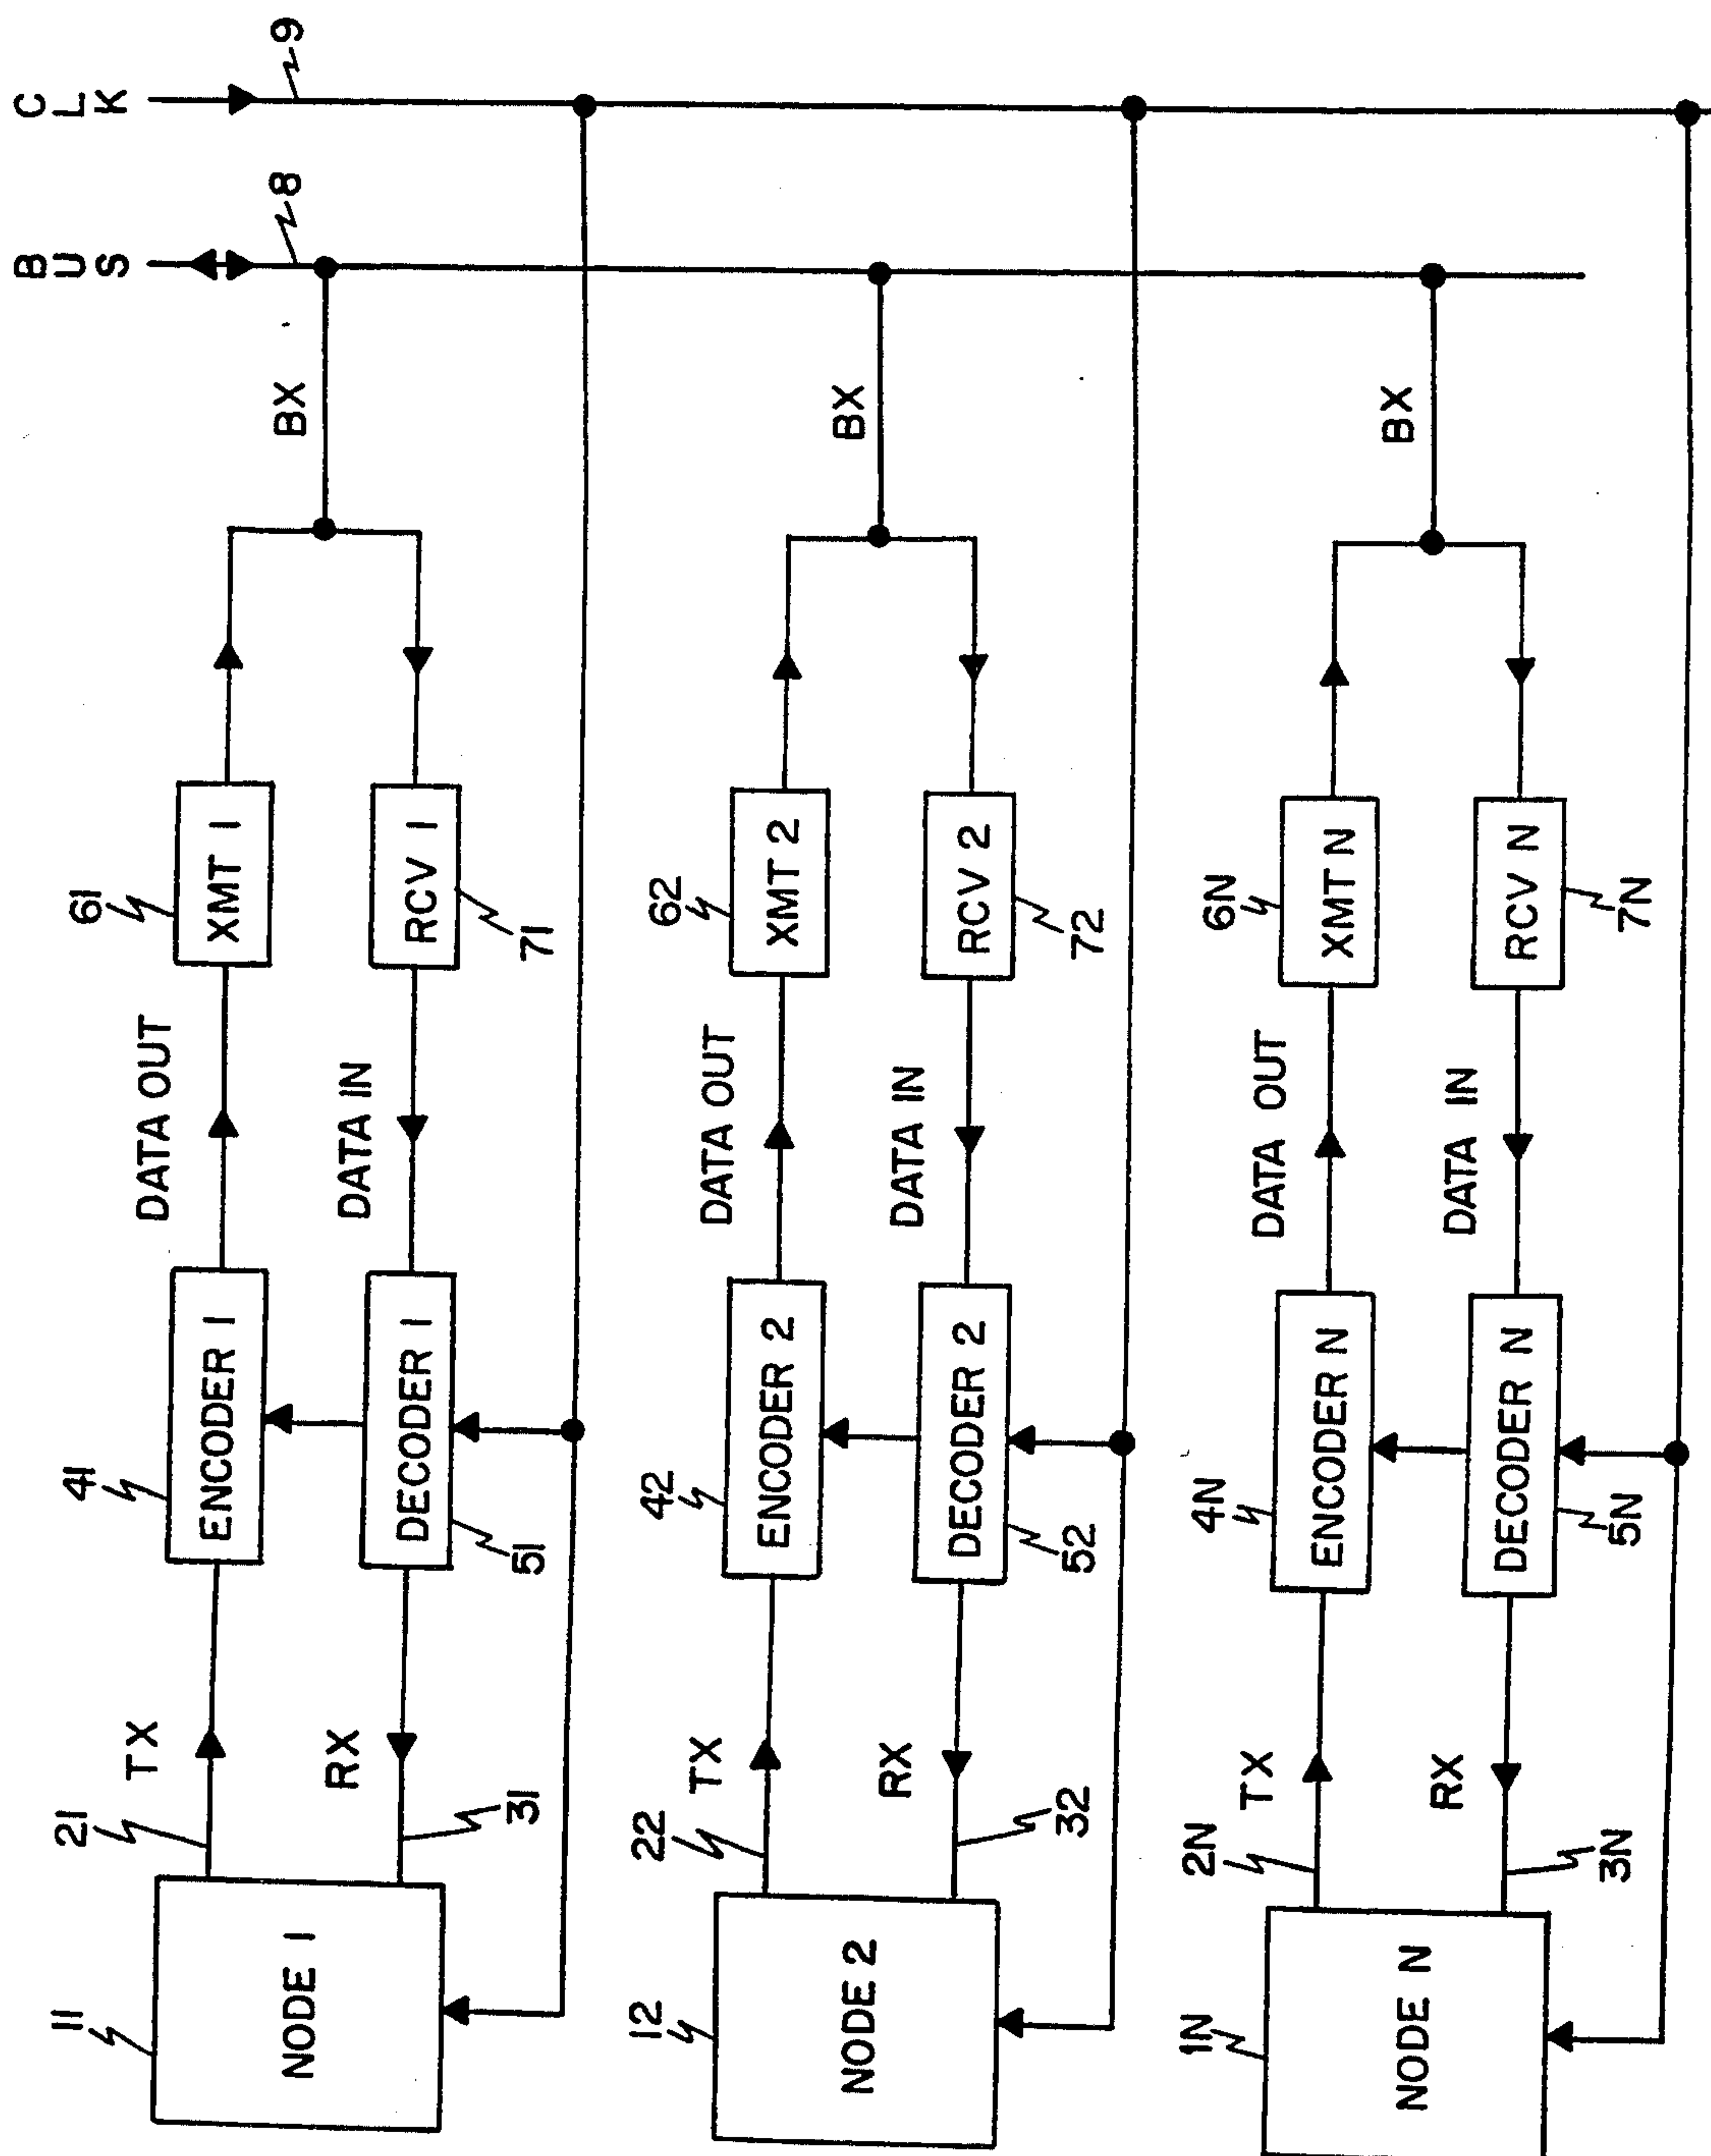 CLK
9
BUS
8
BX
61
XMT 1
RCV 1
71
DATA OUT
DATA IN
41
ENCODER 1
DECODER 1
51
TX
RX
21
31
11
NODE 1
BX
62
XMT 2
RCV 2
72
DATA OUT
DATA IN
42
ENCODER 2
DECODER 2
52
TX
RX
22
32
12
NODE 2
BX
6N
XMT N
RCV N
7N
DATA OUT
DATA IN
4N
ENCODER N
DECODER N
5N
TX
RX
2N
3N
1N
NODE N